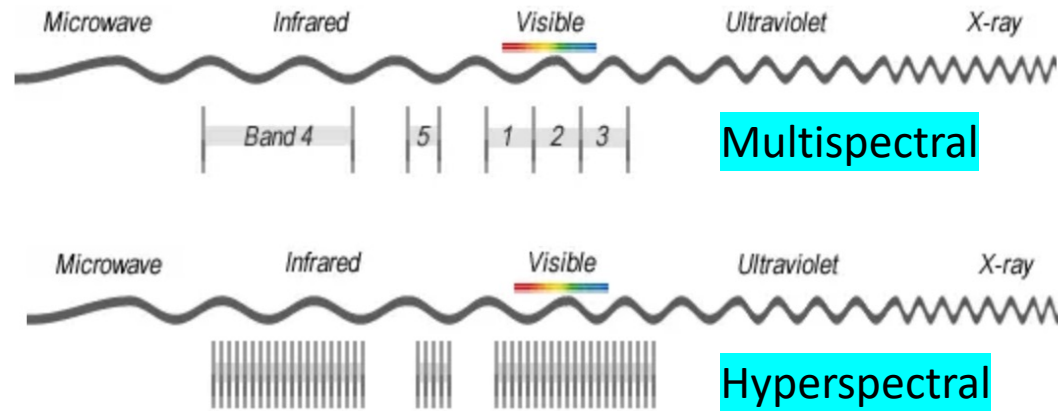 Microwave Infrared Visible Ultraviolet X-ray
Band 4 5 1 2 3
Multispectral
Microwave Infrared Visible Ultraviolet X-ray
Hyperspectral